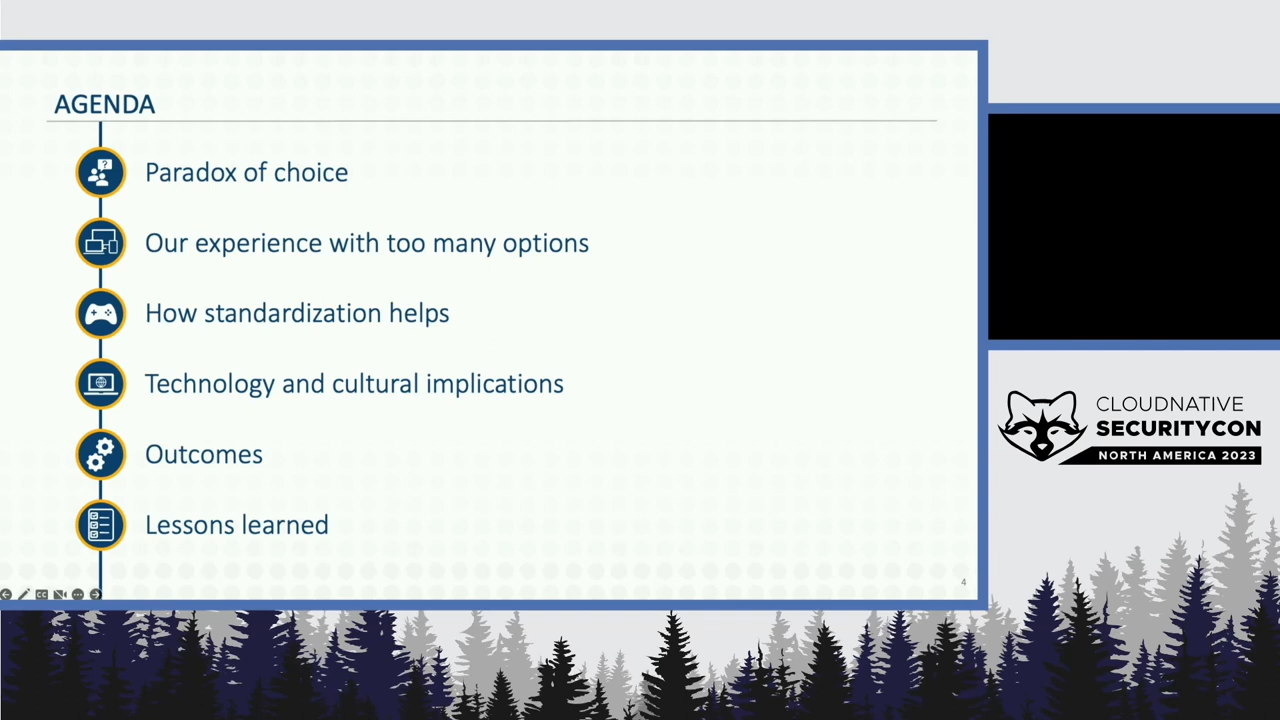 AGENDA
Paradox of choice
Our experience with too many options
How standardization helps
Technology and cultural implications
Outcomes
Lessons learned
4
CLOUDNATIVE
SECURITYCON
NORTH AMERICA 2023